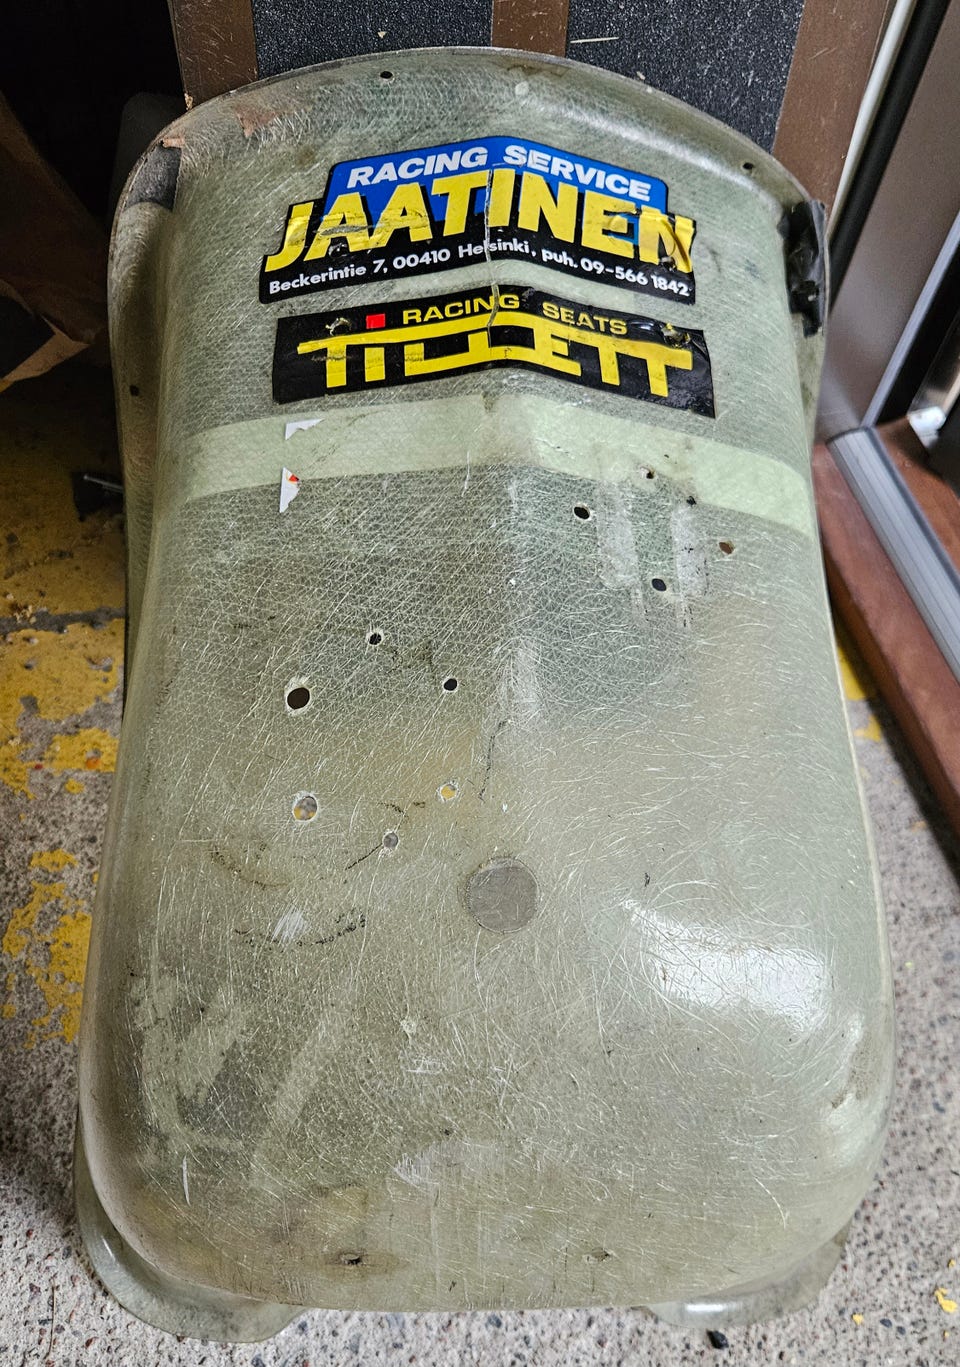 RACING SERVICE
JAATINEN
Beckerintie 7, 00410 Helsinki, puh. 09-566 1842
RACING SEATS
TILLETT